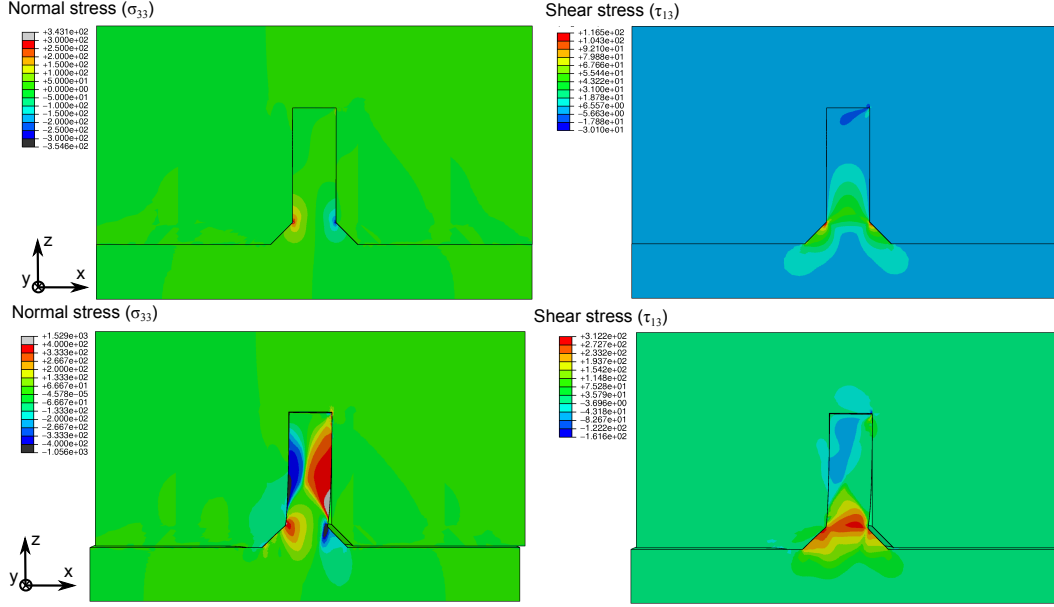 Normal stress (σ33)
+3.431e+02
+3.000e+02
+2.500e+02
+2.000e+02
+1.500e+02
+1.000e+02
+5.000e+01
+0.000e+00
−5.000e+01
−1.000e+02
−1.500e+02
−2.000e+02
−2.500e+02
−3.000e+02
−3.546e+02
z
y
x
Shear stress (τ13)
+1.165e+02
+1.043e+02
+9.210e+01
+7.988e+01
+6.766e+01
+5.544e+01
+4.322e+01
+3.100e+01
+1.878e+01
+6.557e+00
−5.663e+00
−1.788e+01
−3.010e+01
Normal stress (σ33)
+1.529e+03
+4.000e+02
+3.333e+02
+2.667e+02
+2.000e+02
+1.333e+02
+6.667e+01
−4.578e-05
−6.667e+01
−1.333e+02
−2.000e+02
−2.667e+02
−3.333e+02
−4.000e+02
−1.056e+03
z
y
x
Shear stress (τ13)
+3.122e+02
+2.727e+02
+2.332e+02
+1.937e+02
+1.542e+02
+1.148e+02
+7.528e+01
+3.579e+01
−3.696e+00
−4.318e+01
−8.267e+01
−1.222e+02
−1.616e+02